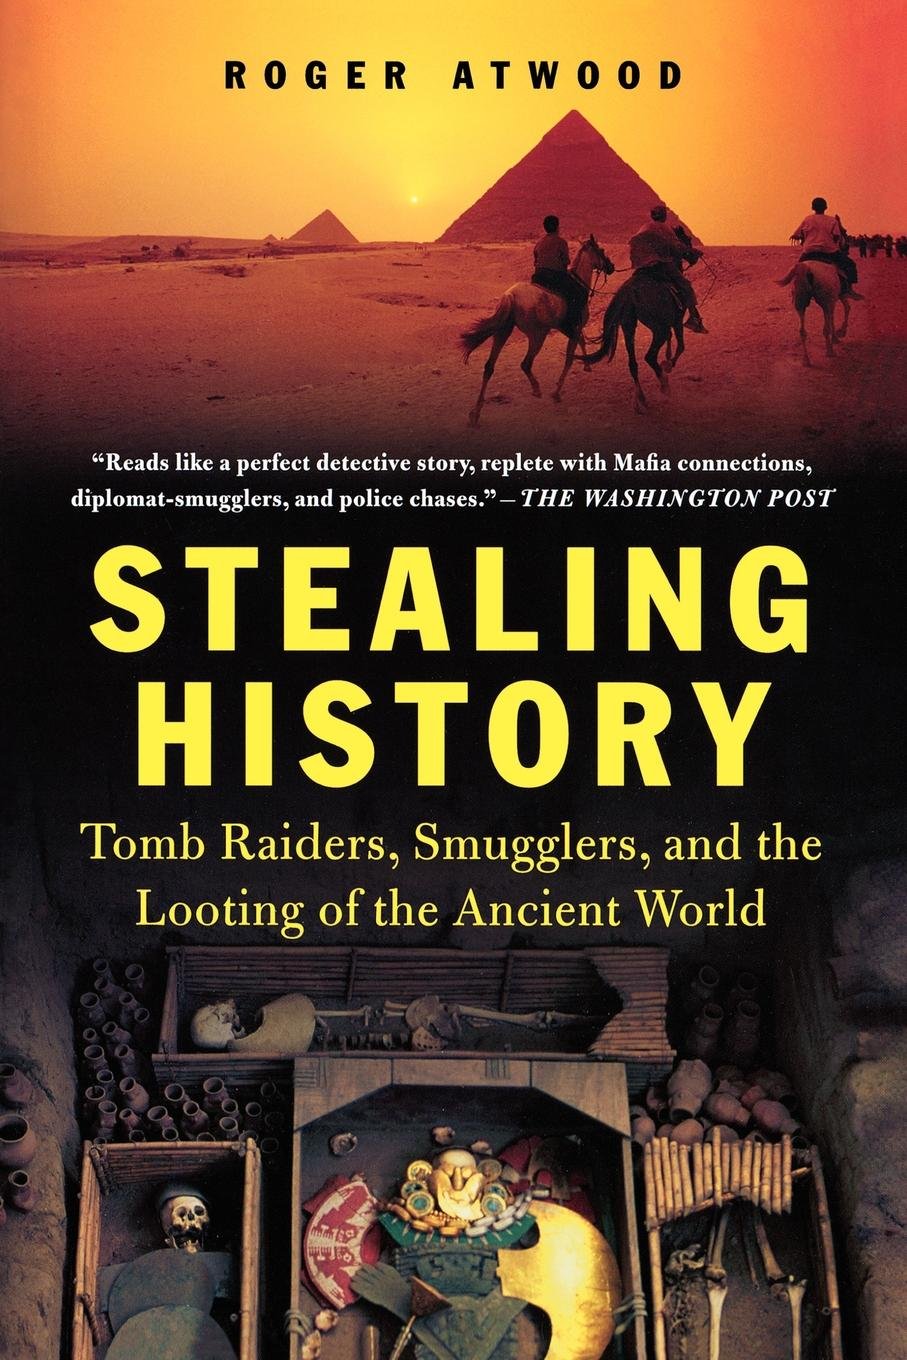 ROGER ATWOOD
“Reads like a perfect detective story, replete with Mafia connections,
diplomat-smugglers, and police chases.”—THE WASHINGTON POST
STEALING
HISTORY
Tomb Raiders, Smugglers, and the
Looting of the Ancient World